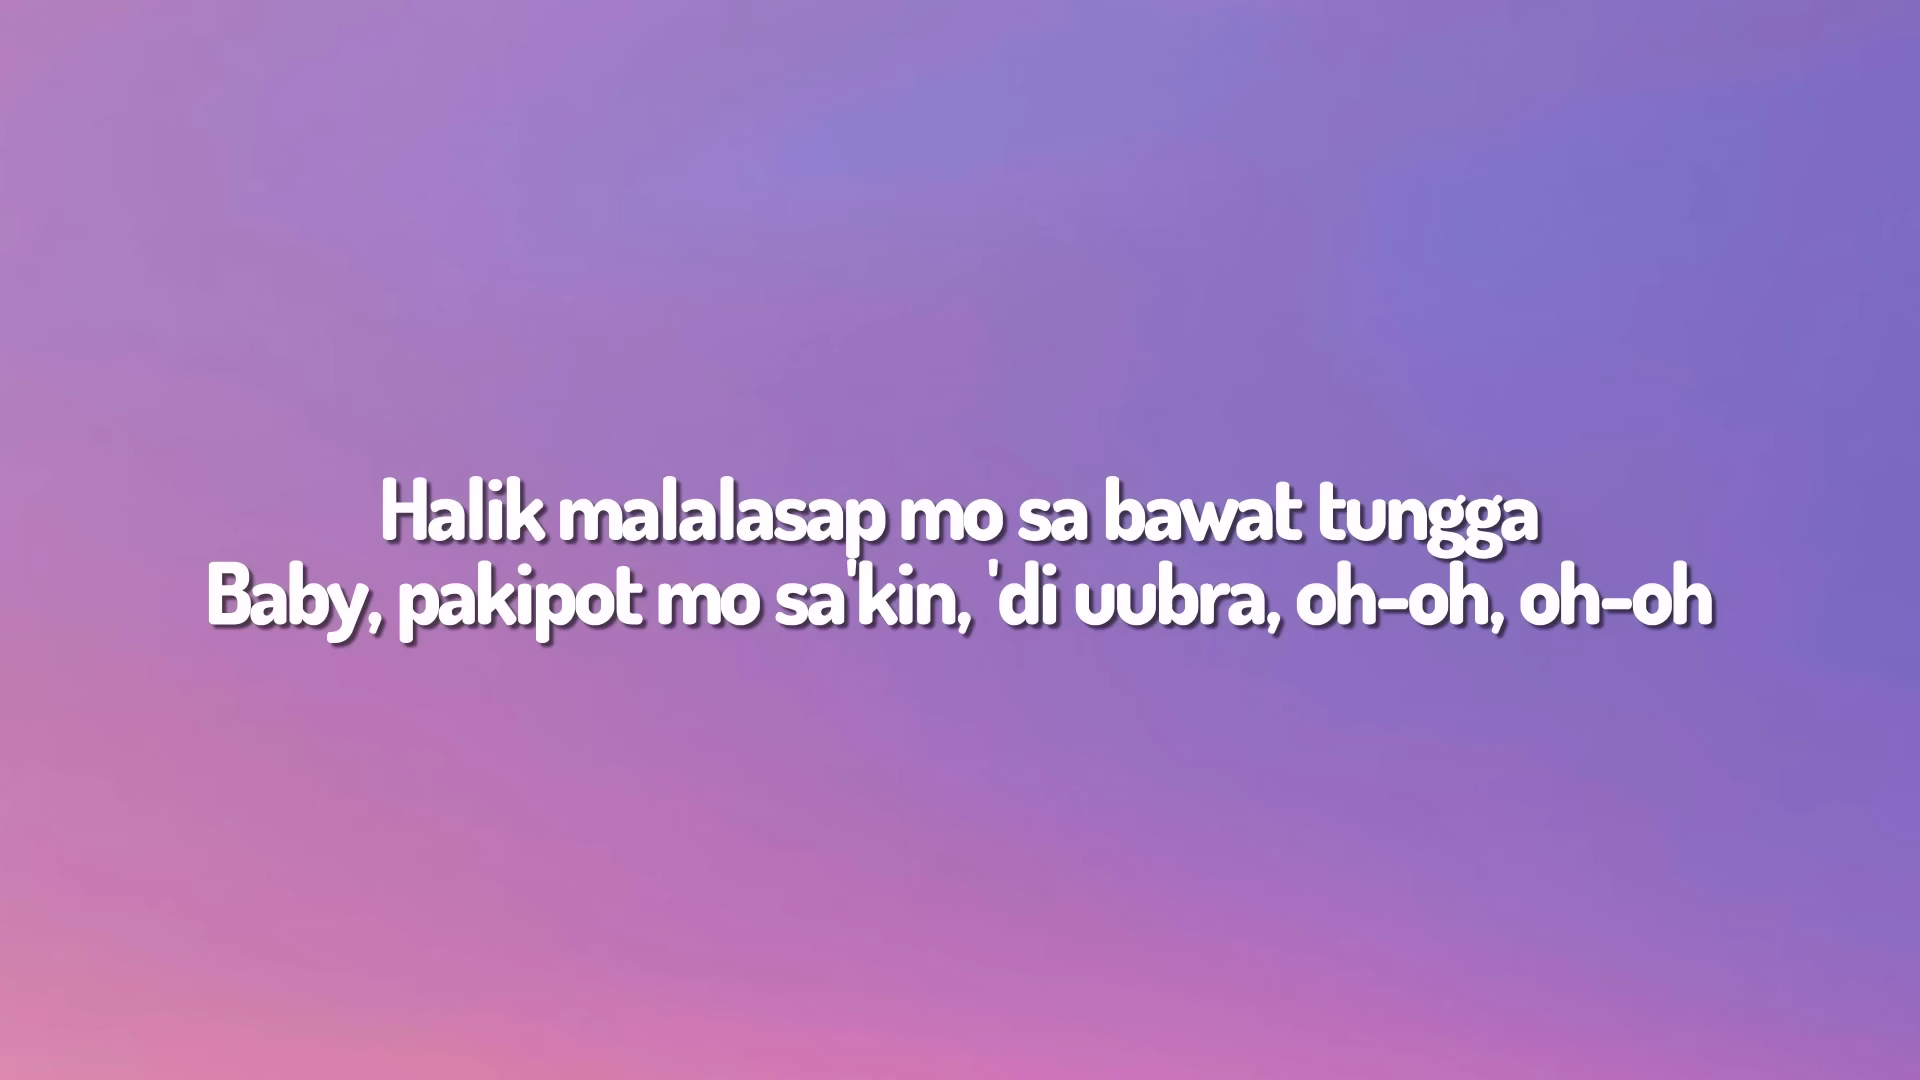 Halik malalasap mo sa bawat tungga
Baby, pakipot mo sa'kin, 'di uubra, oh-oh, oh-oh